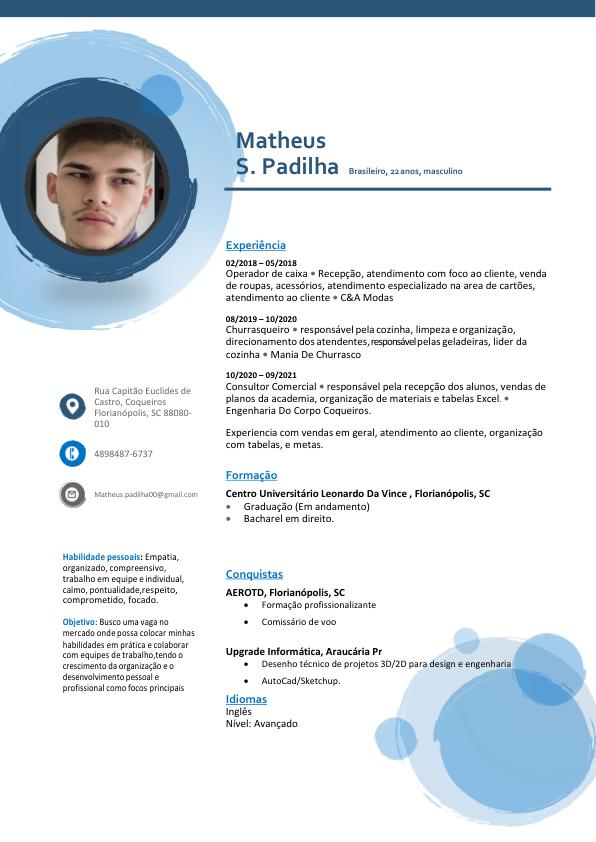 Matheus
S. Padilha Brasileiro, 22 anos, masculino
Experiência
02/2018 – 05/2018
Operador de caixa • Recepção, atendimento com foco ao cliente, venda
de roupas, acessórios, atendimento especializado na area de cartões,
atendimento ao cliente • C&A Modas
08/2019 – 10/2020
Churrasqueiro • responsável pela cozinha, limpeza e organização,
direcionamento dos atendentes, responsável pelas geladeiras, lider da
cozinha • Mania De Churrasco
10/2020 – 09/2021
Consultor Comercial • responsável pela recepção dos alunos, vendas de
planos da academia, organização de materiais e tabelas Excel. •
Engenharia Do Corpo Coqueiros.
Experiencia com vendas em geral, atendimento ao cliente, organização
com tabelas, e metas.
Formação
Centro Universitário Leonardo Da Vince , Florianópolis, SC
• Graduação (Em andamento)
• Bacharel em direito.
Conquistas
AEROTD, Florianópolis, SC
• Formação profissionalizante
• Comissário de voo
Upgrade Informática, Araucária Pr
• Desenho técnico de projetos 3D/2D para design e engenharia
• AutoCad/Sketchup.
Idiomas
Inglês
Nível: Avançado
Rua Capitão Euclides de
Castro, Coqueiros
Florianópolis, SC 88080-
010
4898487-6737
Matheus.padilha00@gmail.com
Habilidade pessoais: Empatia,
organizado, compreensivo,
trabalho em equipe e individual,
calmo, pontualidade,respeito,
comprometido, focado.
Objetivo: Busco uma vaga no
mercado onde possa colocar minhas
habilidades em prática e colaborar
com equipes de trabalho,tendo o
crescimento da organização e o
desenvolvimento pessoal e
profissional como focos principais